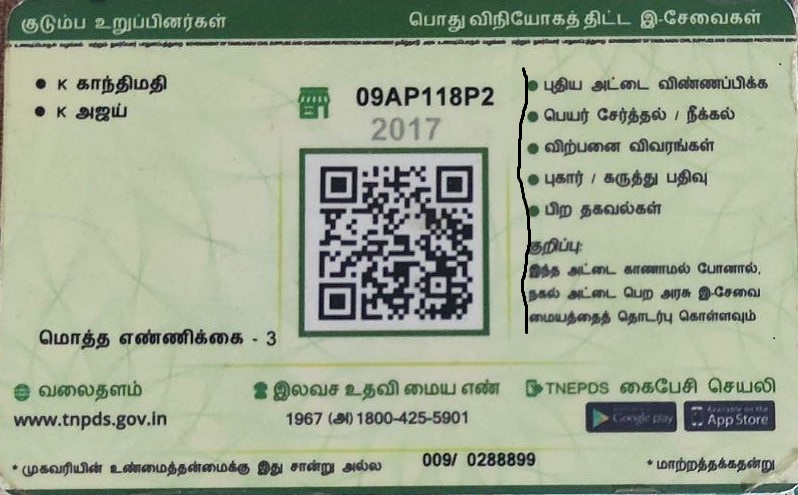 குடும்ப உறுப்பினர்கள்
பொது விநியோகத் திட்ட இ-சேவைகள்
K காந்திமதி
K அஜய்
09AP118P2
2017
புதிய அட்டை விண்ணப்பிக்க
பெயர் சேர்த்தல் / நீக்கல்
விற்பனை விவரங்கள்
புகார் / கருத்து பதிவு
பிற தகவல்கள்
குறிப்பு:
இந்த அட்டை காணாமல் போனால்,
நகல் அட்டை பெற அரசு இ-சேவை
மையத்தைத் தொடர்பு கொள்ளவும்
மொத்த எண்ணிக்கை - 3
வலைதளம்
www.tnpds.gov.in
இலவச உதவி மைய எண்
1967 (அ) 1800-425-5901
TNEPDS கைபேசி செயலி
Google play
Available on the
App Store
* முகவரியின் உண்மைத்தன்மைக்கு இது சான்று அல்ல
009/ 0288899
* மாற்றத்தக்கதன்று